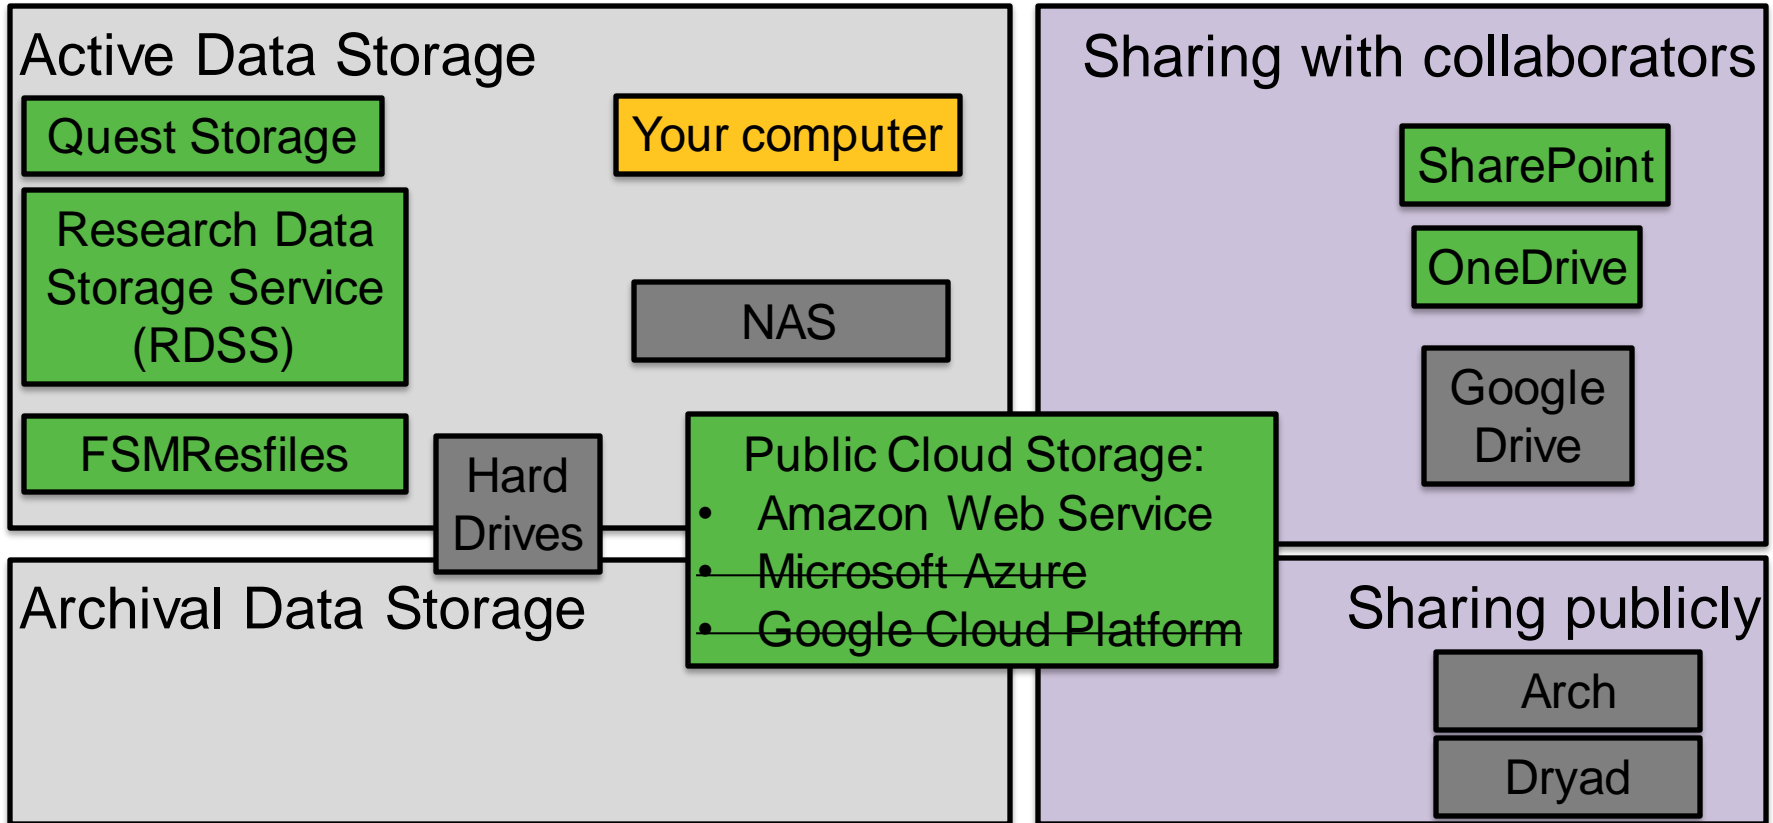 Active Data Storage
Quest Storage
Research Data
Storage Service
(RDSS)
FSMResfiles
Your computer
NAS
Hard
Drives
Sharing with collaborators
SharePoint
OneDrive
Google
Drive
Public Cloud Storage:
• Amazon Web Service
• Microsoft Azure
• Google Cloud Platform
Archival Data Storage
Sharing publicly
Arch
Dryad